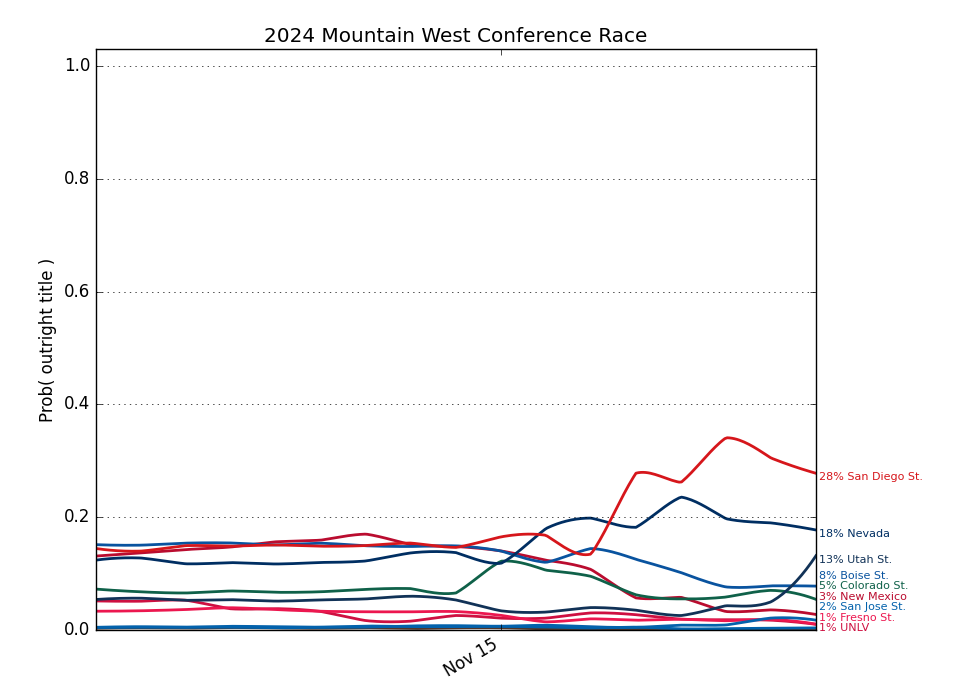 2024 Mountain West Conference Race
Prob( outright title )
1.0
0.8
0.6
0.4
0.2
0.0
Nov 15
28% San Diego St.
18% Nevada
13% Utah St.
8% Boise St.
5% Colorado St.
3% New Mexico
2% San Jose St.
1% Fresno St.
1% UNLV